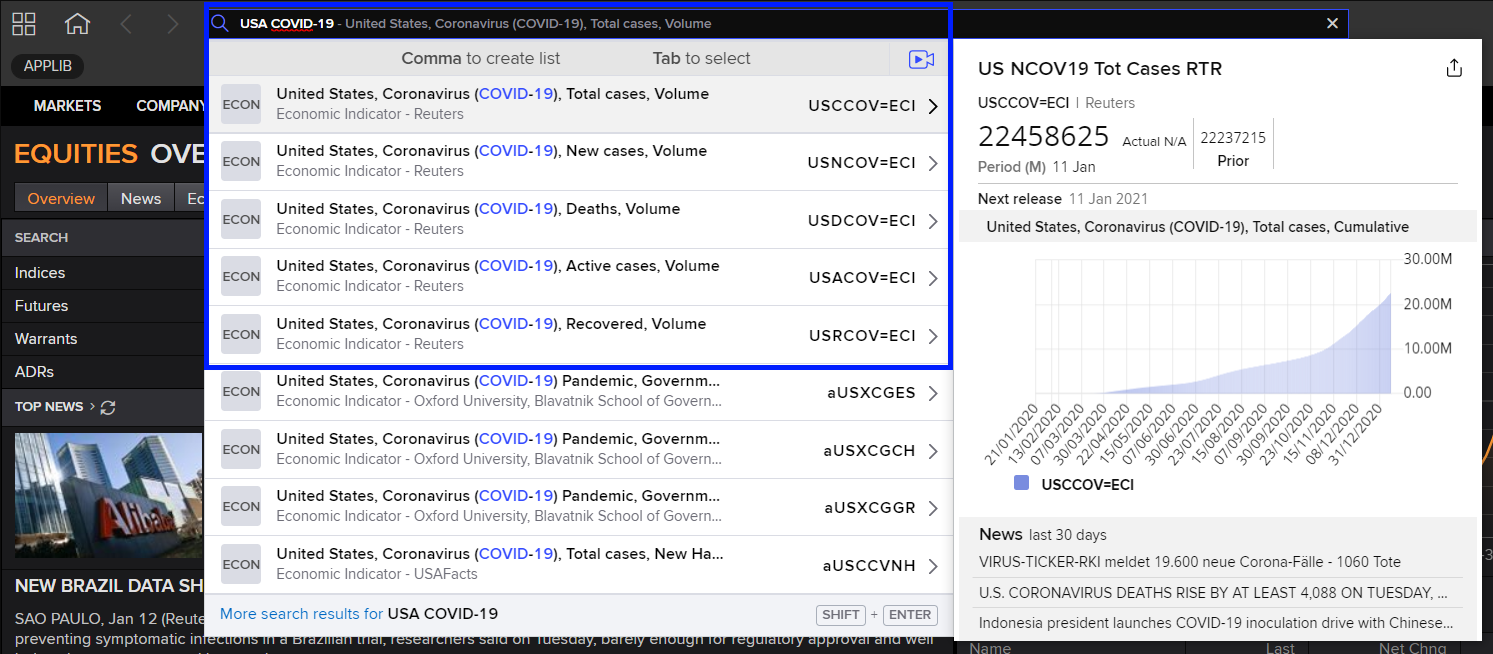 USA COVID-19 - United States, Coronavirus (COVID-19), Total cases, Volume
APPLIB
Comma to create list Tab to select
MARKETS COMPANY
EQUITIES OVE
Overview News Ec
SEARCH
Indices
Futures
Warrants
ADRs
TOP NEWS
Alibaba
NEW BRAZIL DATA SH
SAO PAULO, Jan 12 (Reute
preventing symptomatic infections in a Brazilian trial, researchers said on Tuesday, barely enough for regulatory approval and well
ECON United States, Coronavirus (COVID-19), Total cases, Volume USCCOV=ECI
Economic Indicator - Reuters
ECON United States, Coronavirus (COVID-19), New cases, Volume USNCOV=ECI
Economic Indicator - Reuters
ECON United States, Coronavirus (COVID-19), Deaths, Volume USDCOV=ECI
Economic Indicator - Reuters
ECON United States, Coronavirus (COVID-19), Active cases, Volume USACOV=ECI
Economic Indicator - Reuters
ECON United States, Coronavirus (COVID-19), Recovered, Volume USRCOV=ECI
Economic Indicator - Reuters
ECON United States, Coronavirus (COVID-19) Pandemic, Governm... aUSXCGES
Economic Indicator - Oxford University, Blavatnik School of Govern...
ECON United States, Coronavirus (COVID-19) Pandemic, Governm... aUSXCGCH
Economic Indicator - Oxford University, Blavatnik School of Govern...
ECON United States, Coronavirus (COVID-19) Pandemic, Governm... aUSXCGGR
Economic Indicator - Oxford University, Blavatnik School of Govern...
ECON United States, Coronavirus (COVID-19), Total cases, New Ha... aUSCCVNH
Economic Indicator - USAFacts
More search results for USA COVID-19 SHIFT + ENTER
US NCOV19 Tot Cases RTR
USCCOV=ECI | Reuters
22458625 Actual N/A 22237215
Period (M) 11 Jan Prior
Next release 11 Jan 2021
United States, Coronavirus (COVID-19), Total cases, Cumulative
30.00M
20.00M
10.00M
0.00
21/01/2020
13/02/2020
07/03/2020
30/03/2020
22/04/2020
15/05/2020
07/06/2020
30/06/2020
23/07/2020
15/08/2020
07/09/2020
30/09/2020
23/10/2020
15/11/2020
08/12/2020
31/12/2020
USCCOV=ECI
News last 30 days
VIRUS-TICKER-RKI meldet 19.600 neue Corona-Fälle - 1060 Tote
U.S. CORONAVIRUS DEATHS RISE BY AT LEAST 4,088 ON TUESDAY, ...
Indonesia president launches COVID-19 inoculation drive with Chinese...
Name Last Net Chng